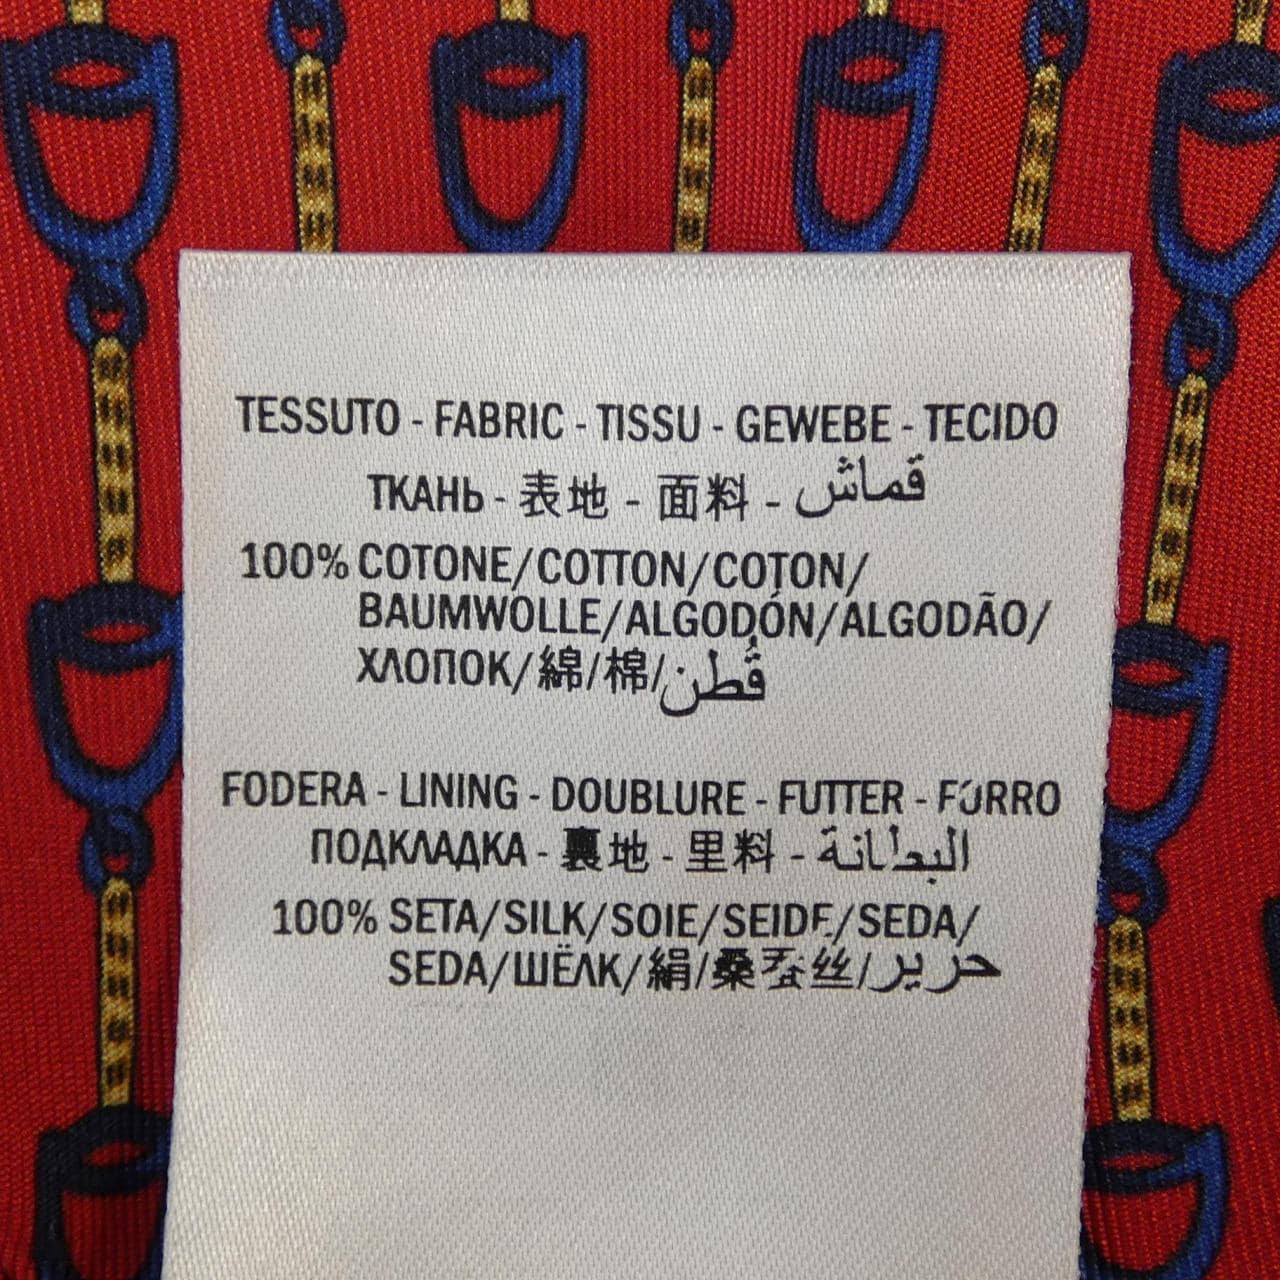 TESSUTO - FABRIC - TISSU - GEWEBE - TECIDO
ТКАНЬ - 表地 - 面料 - قماش
100% COTONE/COTTON/COTON/
BAUMWOLLE/ALGODÓN/ALGODÃO/
ХЛОПОК/綿/棉/قُطن
FODERA - LINING - DOUBLURE - FUTTER - FÓRRO
ПОДКЛАДКА - 裏地 - 里料 - البطانة
100% SETA/SILK/SOIE/SEIDE/SEDA/
SEDA/ШЁЛК/絹/桑蚕丝/حرير